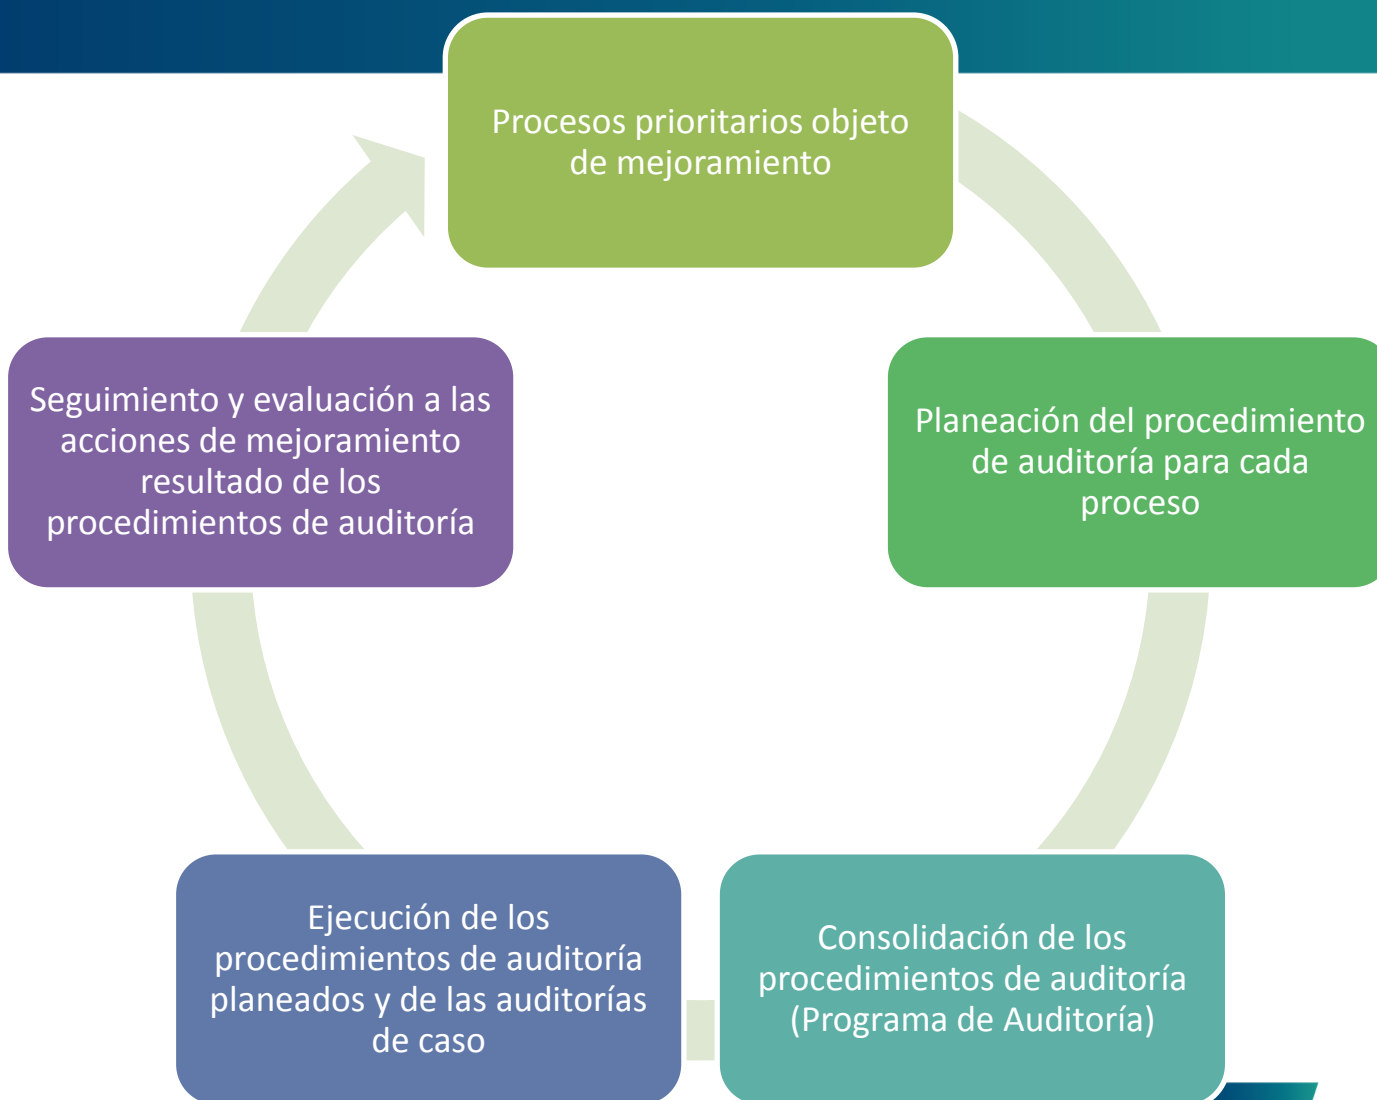 Procesos prioritarios objeto
de mejoramiento
Planeación del procedimiento
de auditoría para cada
proceso
Consolidación de los
procedimientos de auditoría
(Programa de Auditoría)
Ejecución de los
procedimientos de auditoría
planeados y de las auditorías
de caso
Seguimiento y evaluación a las
acciones de mejoramiento
resultado de los
procedimientos de auditoría